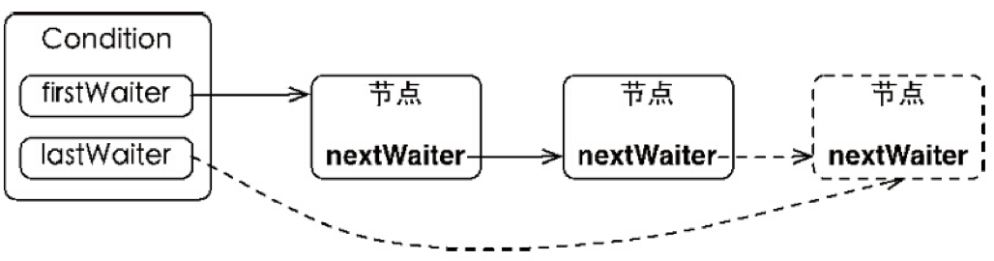 Condition
firstWaiter
lastWaiter
节点
nextWaiter
节点
nextWaiter
节点
nextWaiter